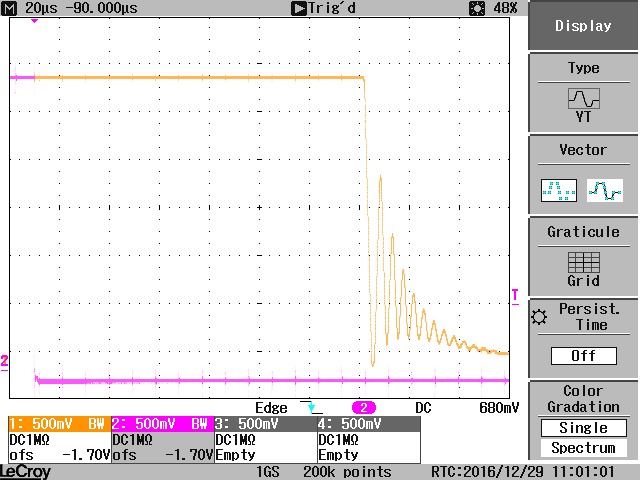 M 20µs -90.000µs Trig'd 48%
Display
Type
YT
Vector
Graticule
Grid
T
Persist.
Time
Off
2
Color
Gradation
Single
Spectrum
Edge 2 DC 680mV
1: 500mV BW 2: 500mV BW 3: 500mV 4: 500mV
DC1MΩ DC1MΩ DC1MΩ DC1MΩ
ofs -1.70V ofs -1.70V Empty Empty
LeCroy 1GS 200k points RTC:2016/12/29 11:01:01